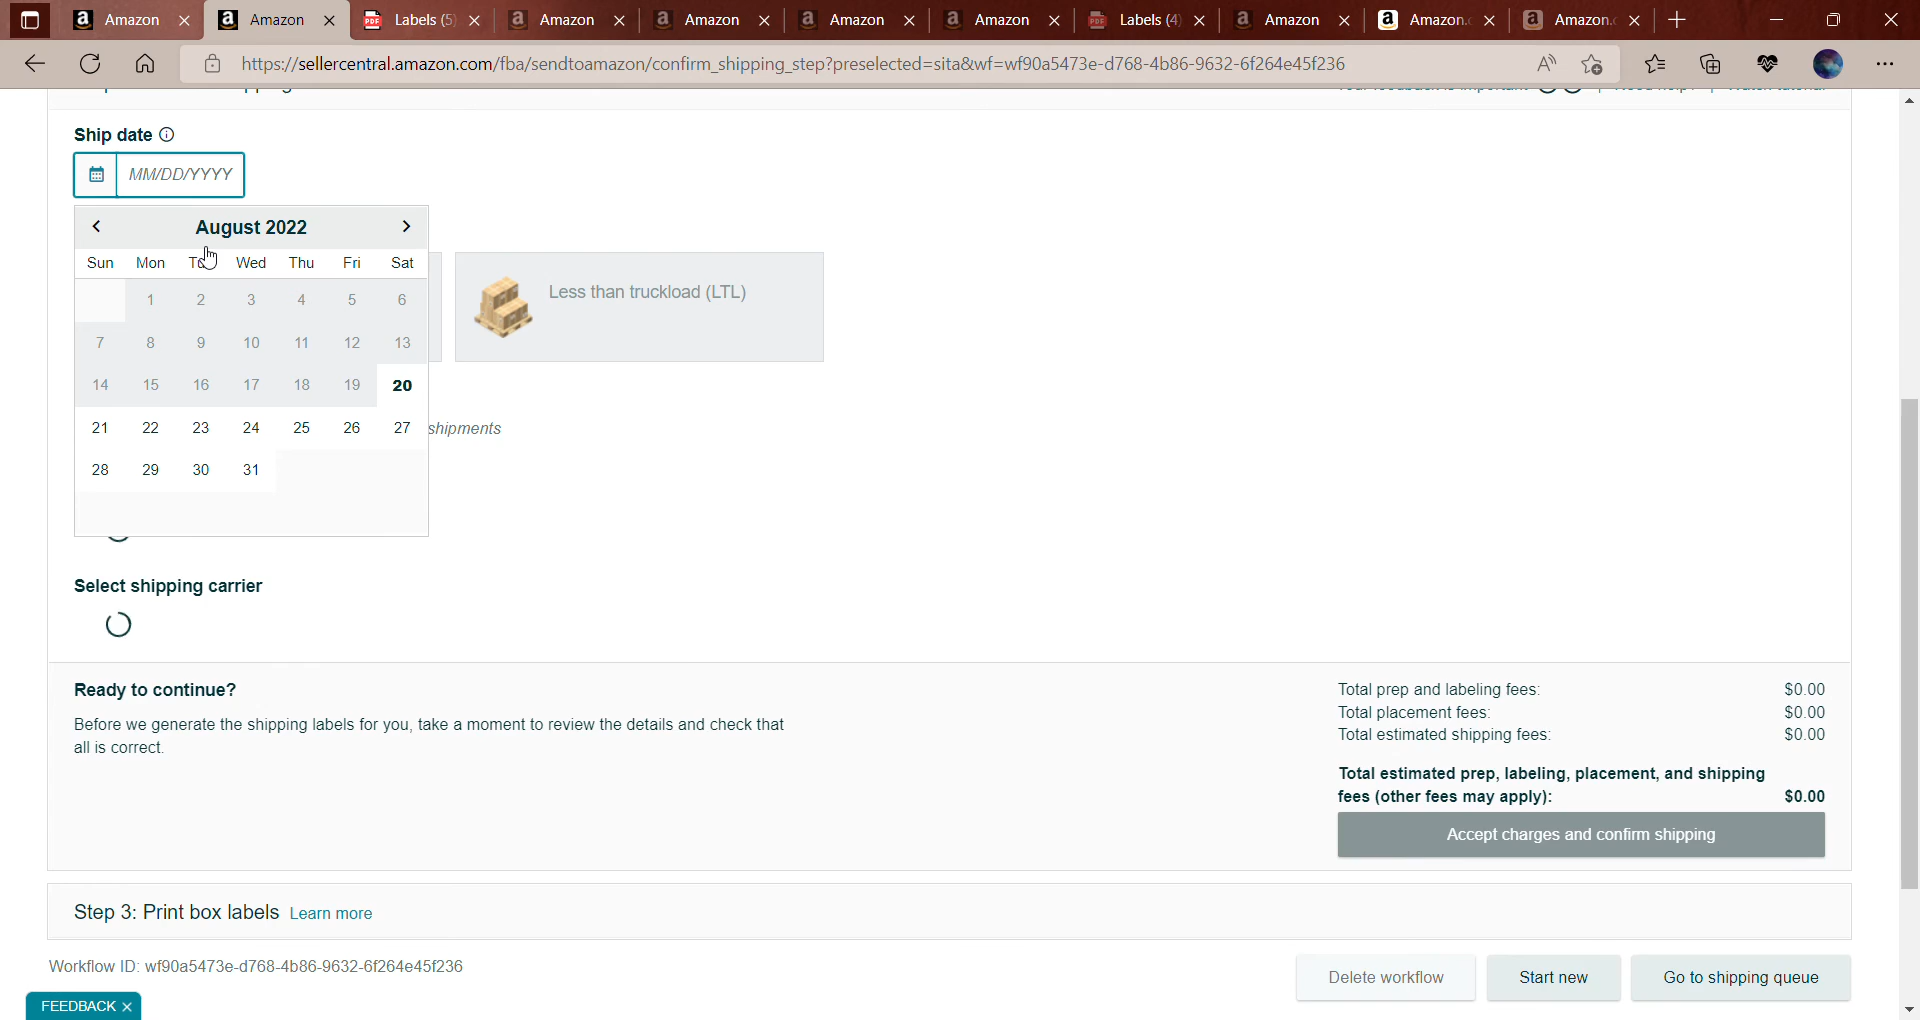 Amazon
Amazon
Labels (5)
Amazon
Amazon
Amazon
Amazon
Labels (4)
Amazon
Amazon.
Amazon.
https://sellercentral.amazon.com/fba/sendtoamazon/confirm_shipping_step?preselected=sita&wf=wf90a5473e-d768-4b86-9632-6f264e45f236
Ship date
MM/DD/YYYY
August 2022
Sun Mon Wed Thu Fri Sat
1 2 3 4 5 6
7 8 9 10 11 12 13
14 15 16 17 18 19 20
21 22 23 24 25 26 27
28 29 30 31
Less than truckload (LTL)
shipments
Select shipping carrier
Ready to continue?
Before we generate the shipping labels for you, take a moment to review the details and check that
all is correct.
Total prep and labeling fees: $0.00
Total placement fees: $0.00
Total estimated shipping fees: $0.00
Total estimated prep, labeling, placement, and shipping
fees (other fees may apply): $0.00
Accept charges and confirm shipping
Step 3: Print box labels Learn more
Workflow ID: wf90a5473e-d768-4b86-9632-6f264e45f236
Delete workflow
Start new
Go to shipping queue
FEEDBACK